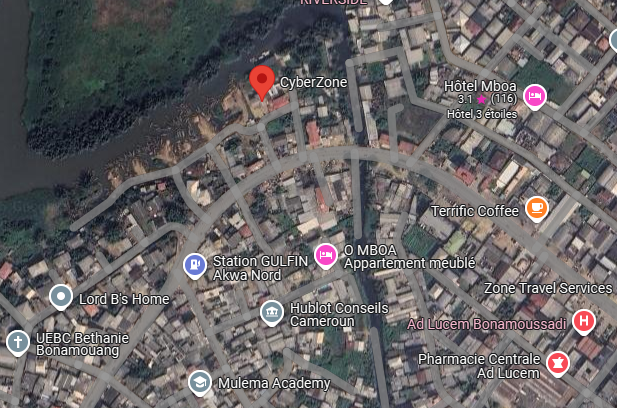 RIVERSIDE
CyberZone
Hôtel Mboa
3.1 ★ (116)
Hôtel 3 étoiles
Terrific Coffee
Station GULFIN
Akwa Nord
O MBOA
Appartement meublé
Zone Travel Services
Lord B's Home
Hublot Conseils
Cameroun
Ad Lucem Bonamoussadi
H
UEBC Bethanie
Bonamouang
Pharmacie Centrale
Ad Lucem
Mulema Academy